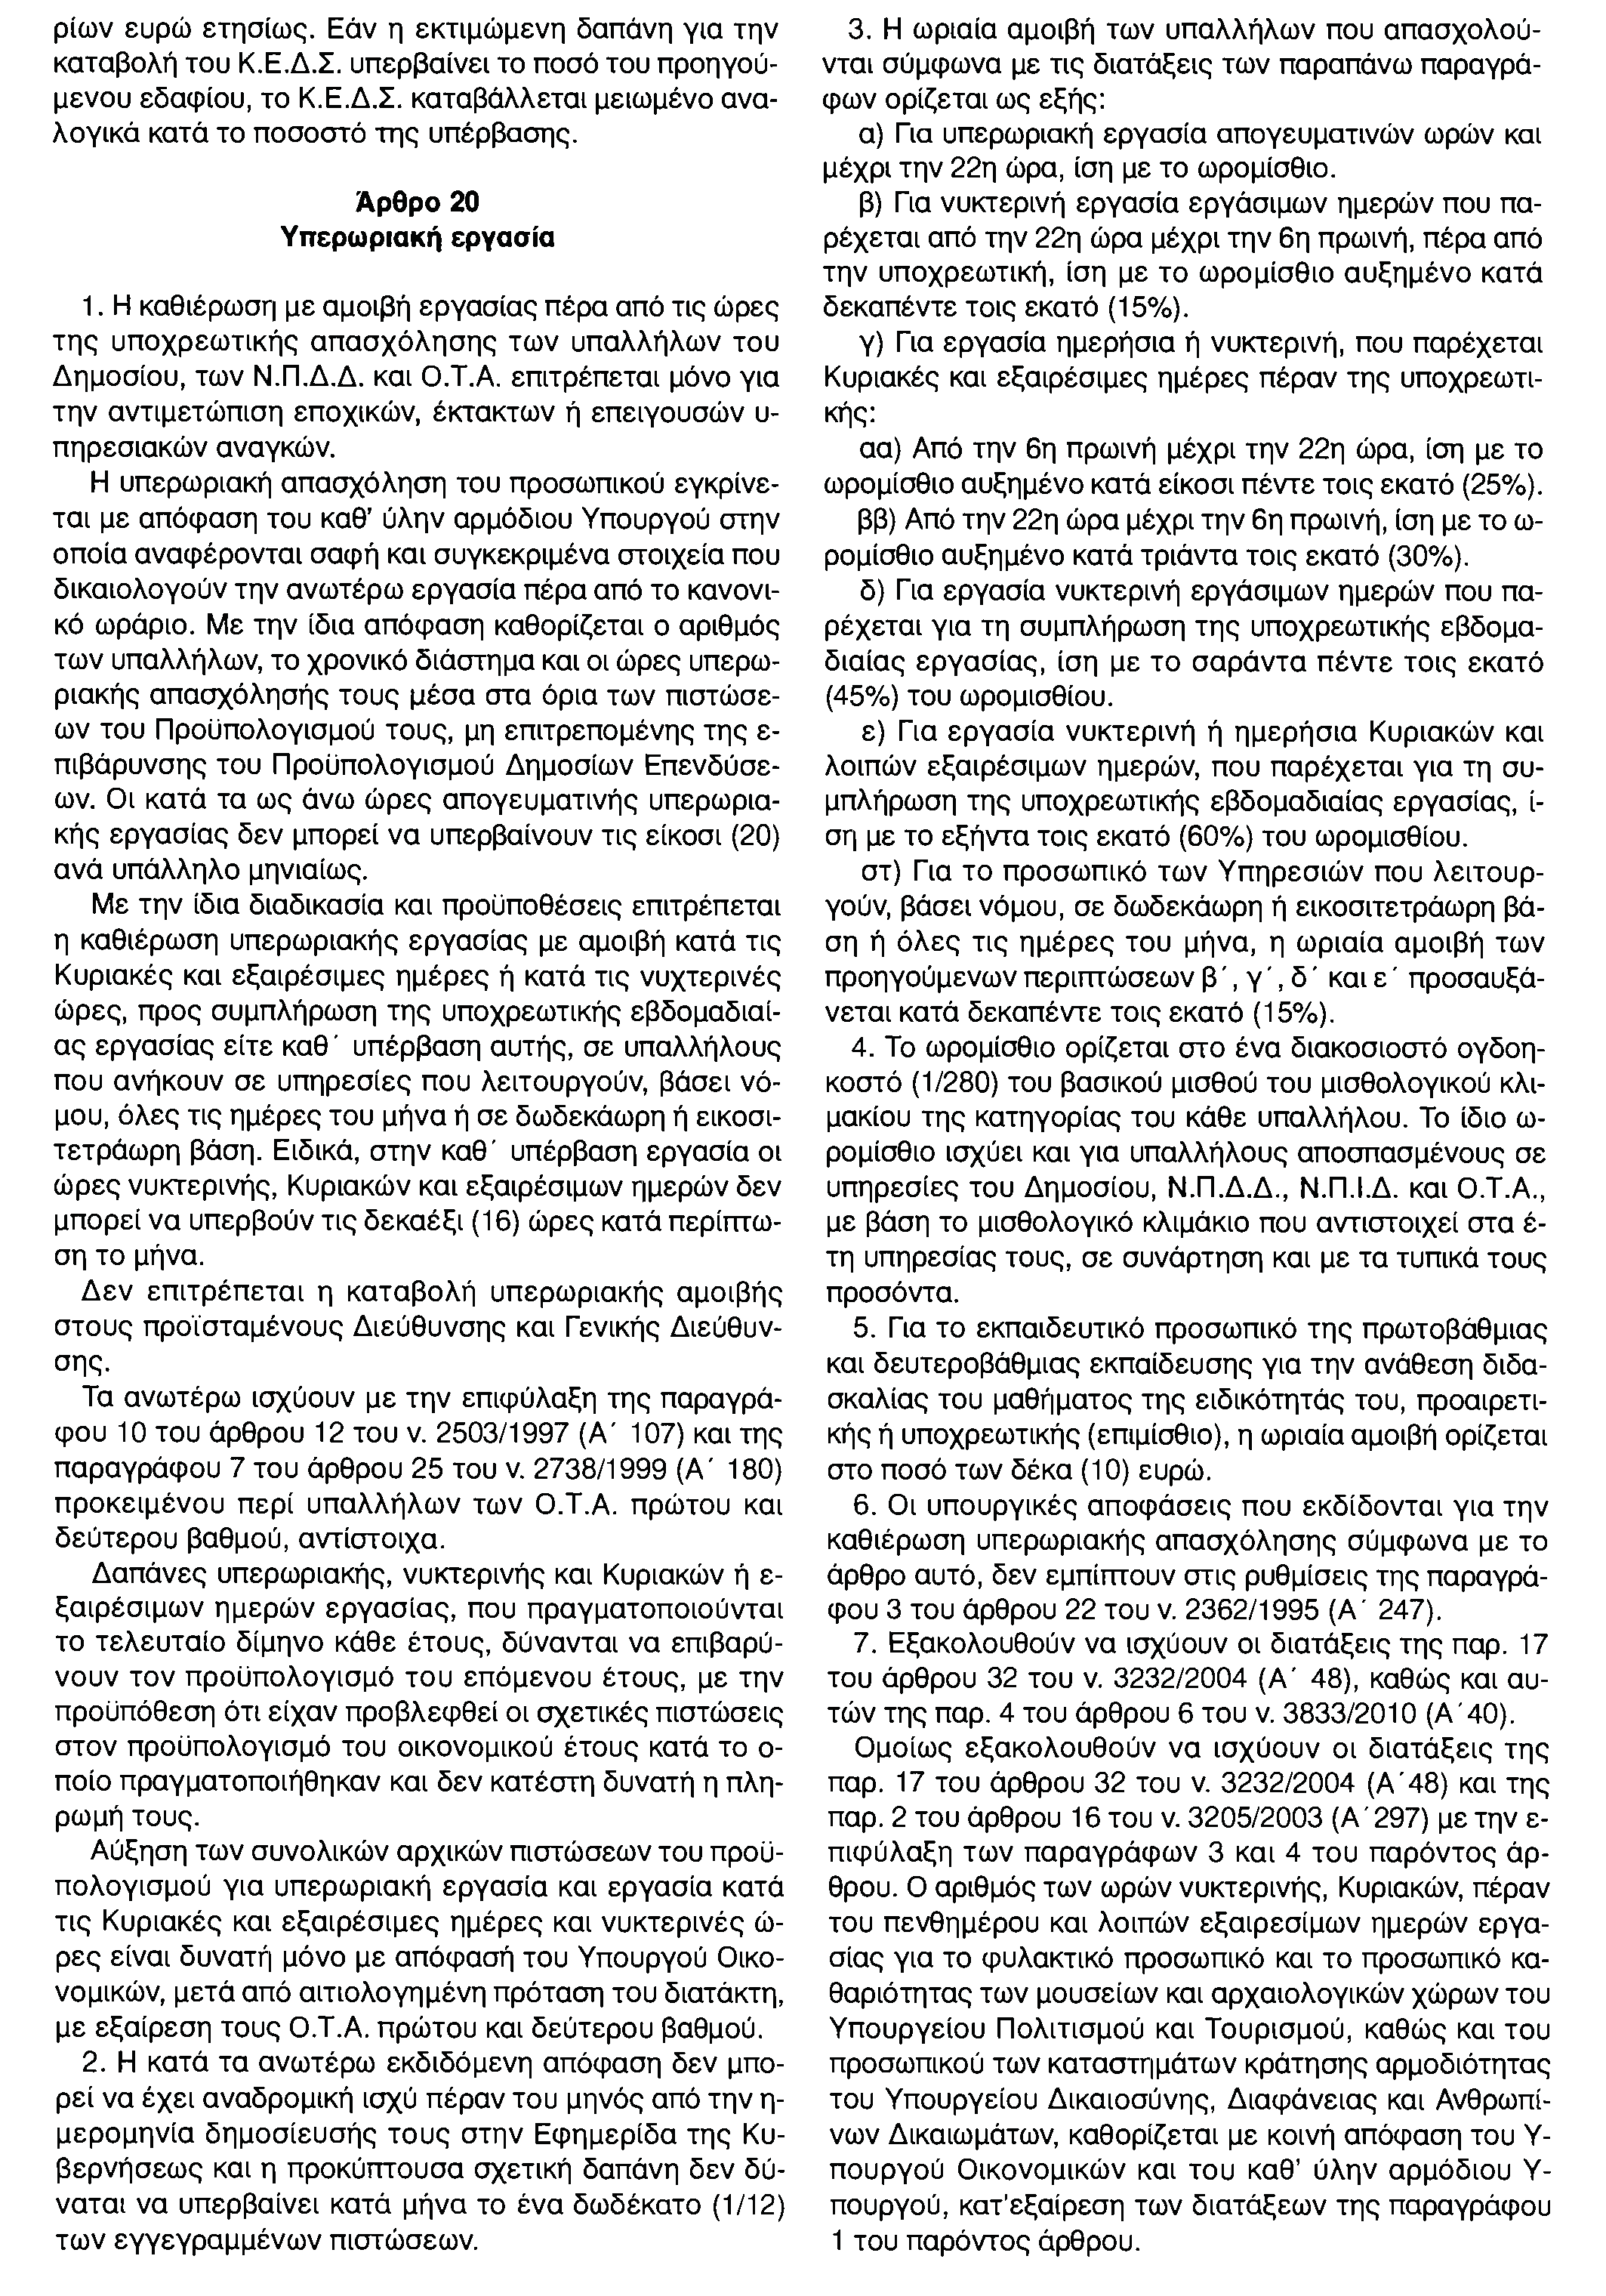 ρίων ευρώ ετησίως. Εάν η εκτιμώμενη δαπάνη για την
καταβολή του Κ.Ε.Δ.Σ. υπερβαίνει το ποσό του προηγού-
μενου εδαφίου, το Κ.Ε.Δ.Σ. καταβάλλεται μειωμένο ανα-
λογικά κατά το ποσοστό της υπέρβασης.
Άρθρο 20
Υπερωριακή εργασία
1. Η καθιέρωση με αμοιβή εργασίας πέρα από τις ώρες
της υποχρεωτικής απασχόλησης των υπαλλήλων του
Δημοσίου, των Ν.Π.Δ.Δ. και Ο.Τ.Α. επιτρέπεται μόνο για
την αντιμετώπιση εποχικών, έκτακτων ή επειγουσών υ-
πηρεσιακών αναγκών.
Η υπερωριακή απασχόληση του προσωπικού εγκρίνε-
ται με απόφαση του καθ’ ύλην αρμόδιου Υπουργού στην
οποία αναφέρονται σαφή και συγκεκριμένα στοιχεία που
δικαιολογούν την ανωτέρω εργασία πέρα από το κανονι-
κό ωράριο. Με την ίδια απόφαση καθορίζεται ο αριθμός
των υπαλλήλων, το χρονικό διάστημα και οι ώρες υπερω-
ριακής απασχόλησής τους μέσα στα όρια των πιστώσε-
ων του Προϋπολογισμού τους, μη επιτρεπομένης της ε-
πιβάρυνσης του Προϋπολογισμού Δημοσίων Επενδύσε-
ων. Οι κατά τα ως άνω ώρες απογευματινής υπερωρια-
κής εργασίας δεν μπορεί να υπερβαίνουν τις είκοσι (20)
ανά υπάλληλο μηνιαίως.
Με την ίδια διαδικασία και προϋποθέσεις επιτρέπεται
η καθιέρωση υπερωριακής εργασίας με αμοιβή κατά τις
Κυριακές και εξαιρέσιμες ημέρες ή κατά τις νυχτερινές
ώρες, προς συμπλήρωση της υποχρεωτικής εβδομαδιαί-
ας εργασίας είτε καθ΄ υπέρβαση αυτής, σε υπαλλήλους
που ανήκουν σε υπηρεσίες που λειτουργούν, βάσει νό-
μου, όλες τις ημέρες του μήνα ή σε δωδεκάωρη ή εικοσι-
τετράωρη βάση. Ειδικά, στην καθ΄ υπέρβαση εργασία οι
ώρες νυκτερινής, Κυριακών και εξαιρέσιμων ημερών δεν
μπορεί να υπερβούν τις δεκαέξι (16) ώρες κατά περίπτω-
ση το μήνα.
Δεν επιτρέπεται η καταβολή υπερωριακής αμοιβής
στους προϊσταμένους Διεύθυνσης και Γενικής Διεύθυν-
σης.
Τα ανωτέρω ισχύουν με την επιφύλαξη της παραγρά-
φου 10 του άρθρου 12 του ν. 2503/1997 (Α΄ 107) και της
παραγράφου 7 του άρθρου 25 του ν. 2738/1999 (Α΄ 180)
προκειμένου περί υπαλλήλων των Ο.Τ.Α. πρώτου και
δεύτερου βαθμού, αντίστοιχα.
Δαπάνες υπερωριακής, νυκτερινής και Κυριακών ή ε-
ξαιρέσιμων ημερών εργασίας, που πραγματοποιούνται
το τελευταίο δίμηνο κάθε έτους, δύνανται να επιβαρύ-
νουν τον προϋπολογισμό του επόμενου έτους, με την
προϋπόθεση ότι είχαν προβλεφθεί οι σχετικές πιστώσεις
στον προϋπολογισμό του οικονομικού έτους κατά το ο-
ποίο πραγματοποιήθηκαν και δεν κατέστη δυνατή η πλη-
ρωμή τους.
Αύξηση των συνολικών αρχικών πιστώσεων του προϋ-
πολογισμού για υπερωριακή εργασία και εργασία κατά
τις Κυριακές και εξαιρέσιμες ημέρες και νυκτερινές ώ-
ρες είναι δυνατή μόνο με απόφασή του Υπουργού Οικο-
νομικών, μετά από αιτιολογημένη πρόταση του διατάκτη,
με εξαίρεση τους Ο.Τ.Α. πρώτου και δεύτερου βαθμού.
2. Η κατά τα ανωτέρω εκδιδόμενη απόφαση δεν μπο-
ρεί να έχει αναδρομική ισχύ πέραν του μηνός από την η-
μερομηνία δημοσίευσής τους στην Εφημερίδα της Κυ-
βερνήσεως και η προκύπτουσα σχετική δαπάνη δεν δύ-
ναται να υπερβαίνει κατά μήνα το ένα δωδέκατο (1/12)
των εγγεγραμμένων πιστώσεων.
3. Η ωριαία αμοιβή των υπαλλήλων που απασχολού-
νται σύμφωνα με τις διατάξεις των παραπάνω παραγρά-
φων ορίζεται ως εξής:
α) Για υπερωριακή εργασία απογευματινών ωρών και
μέχρι την 22η ώρα, ίση με το ωρομίσθιο.
β) Για νυκτερινή εργασία εργάσιμων ημερών που πα-
ρέχεται από την 22η ώρα μέχρι την 6η πρωινή, πέρα από
την υποχρεωτική, ίση με το ωρομίσθιο αυξημένο κατά
δεκαπέντε τοις εκατό (15%).
γ) Για εργασία ημερήσια ή νυκτερινή, που παρέχεται
Κυριακές και εξαιρέσιμες ημέρες πέραν της υποχρεωτι-
κής:
αα) Από την 6η πρωινή μέχρι την 22η ώρα, ίση με το
ωρομίσθιο αυξημένο κατά είκοσι πέντε τοις εκατό (25%).
ββ) Από την 22η ώρα μέχρι την 6η πρωινή, ίση με το ω-
ρομίσθιο αυξημένο κατά τριάντα τοις εκατό (30%).
δ) Για εργασία νυκτερινή εργάσιμων ημερών που πα-
ρέχεται για τη συμπλήρωση της υποχρεωτικής εβδομα-
διαίας εργασίας, ίση με το σαράντα πέντε τοις εκατό
(45%) του ωρομισθίου.
ε) Για εργασία νυκτερινή ή ημερήσια Κυριακών και
λοιπών εξαιρέσιμων ημερών, που παρέχεται για τη συ-
μπλήρωση της υποχρεωτικής εβδομαδιαίας εργασίας, ί-
ση με το εξήντα τοις εκατό (60%) του ωρομισθίου.
στ) Για το προσωπικό των Υπηρεσιών που λειτουρ-
γούν, βάσει νόμου, σε δωδεκάωρη ή εικοσιτετράωρη βά-
ση ή όλες τις ημέρες του μήνα, η ωριαία αμοιβή των
προηγούμενων περιπτώσεων β΄, γ΄, δ΄ και ε΄ προσαυξά-
νεται κατά δεκαπέντε τοις εκατό (15%).
4. Το ωρομίσθιο ορίζεται στο ένα διακοσιοστό ογδοη-
κοστό (1/280) του βασικού μισθού του μισθολογικού κλι-
μακίου της κατηγορίας του κάθε υπαλλήλου. Το ίδιο ω-
ρομίσθιο ισχύει και για υπαλλήλους αποσπασμένους σε
υπηρεσίες του Δημοσίου, Ν.Π.Δ.Δ., Ν.Π.Ι.Δ. και Ο.Τ.Α.,
με βάση το μισθολογικό κλιμάκιο που αντιστοιχεί στα έ-
τη υπηρεσίας τους, σε συνάρτηση και με τα τυπικά τους
προσόντα.
5. Για το εκπαιδευτικό προσωπικό της πρωτοβάθμιας
και δευτεροβάθμιας εκπαίδευσης για την ανάθεση διδα-
σκαλίας του μαθήματος της ειδικότητάς του, προαιρετι-
κής ή υποχρεωτικής (επιμίσθιο), η ωριαία αμοιβή ορίζεται
στο ποσό των δέκα (10) ευρώ.
6. Οι υπουργικές αποφάσεις που εκδίδονται για την
καθιέρωση υπερωριακής απασχόλησης σύμφωνα με το
άρθρο αυτό, δεν εμπίπτουν στις ρυθμίσεις της παραγρά-
φου 3 του άρθρου 22 του ν. 2362/1995 (Α΄ 247).
7. Εξακολουθούν να ισχύουν οι διατάξεις της παρ. 17
του άρθρου 32 του ν. 3232/2004 (Α΄ 48), καθώς και αυ-
τών της παρ. 4 του άρθρου 6 του ν. 3833/2010 (Α΄40).
Ομοίως εξακολουθούν να ισχύουν οι διατάξεις της
παρ. 17 του άρθρου 32 του ν. 3232/2004 (Α΄48) και της
παρ. 2 του άρθρου 16 του ν. 3205/2003 (Α΄297) με την ε-
πιφύλαξη των παραγράφων 3 και 4 του παρόντος άρ-
θρου. Ο αριθμός των ωρών νυκτερινής, Κυριακών, πέραν
του πενθημέρου και λοιπών εξαιρεσίμων ημερών εργα-
σίας για το φυλακτικό προσωπικό και το προσωπικό κα-
θαριότητας των μουσείων και αρχαιολογικών χώρων του
Υπουργείου Πολιτισμού και Τουρισμού, καθώς και του
προσωπικού των καταστημάτων κράτησης αρμοδιότητας
του Υπουργείου Δικαιοσύνης, Διαφάνειας και Ανθρωπί-
νων Δικαιωμάτων, καθορίζεται με κοινή απόφαση του Υ-
πουργού Οικονομικών και του καθ’ ύλην αρμόδιου Υ-
πουργού, κατ’εξαίρεση των διατάξεων της παραγράφου
1 του παρόντος άρθρου.